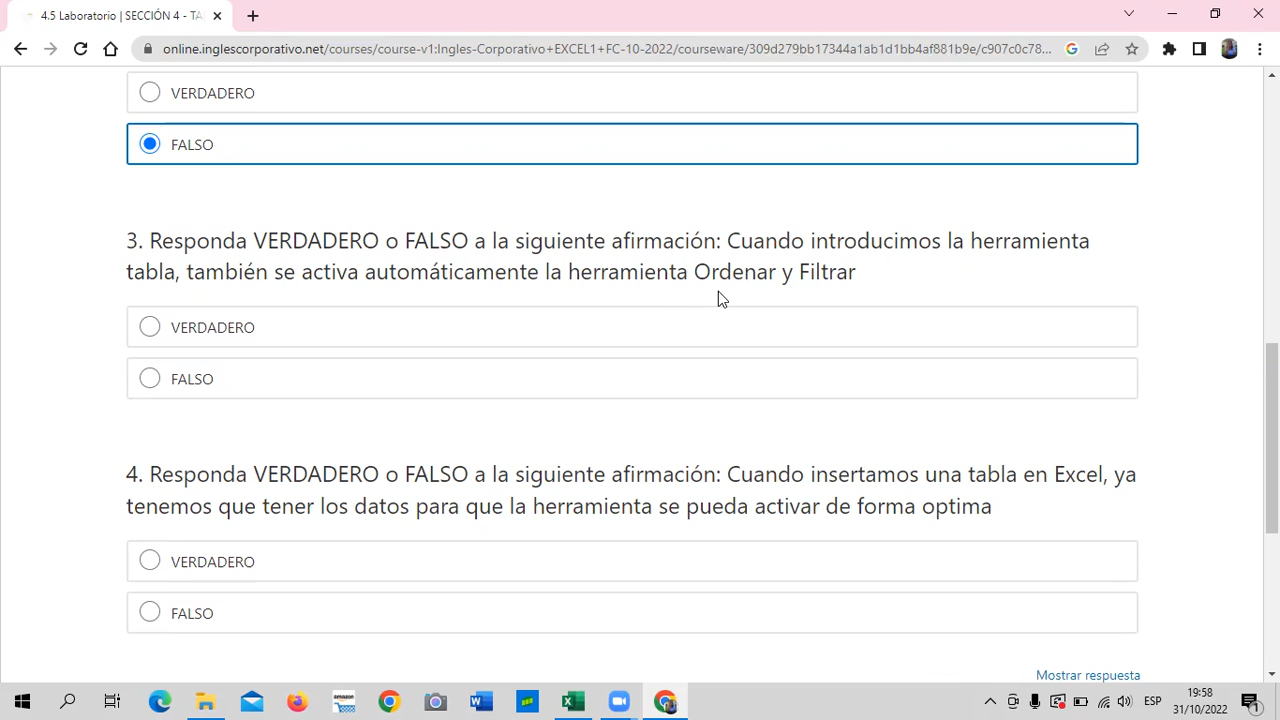 4.5 Laboratorio | SECCIÓN 4 - TA
online.inglescorporativo.net/courses/course-v1:Ingles-Corporativo+EXCEL1+FC-10-2022/courseware/309d279bb17344a1ab1d1bb4af881b9e/c907c0c78...
VERDADERO
FALSO
3. Responda VERDADERO o FALSO a la siguiente afirmación: Cuando introducimos la herramienta
tabla, también se activa automáticamente la herramienta Ordenar y Filtrar
VERDADERO
FALSO
4. Responda VERDADERO o FALSO a la siguiente afirmación: Cuando insertamos una tabla en Excel, ya
tenemos que tener los datos para que la herramienta se pueda activar de forma optima
VERDADERO
FALSO
Mostrar respuesta
amazon
ESP
19:58
31/10/2022
1